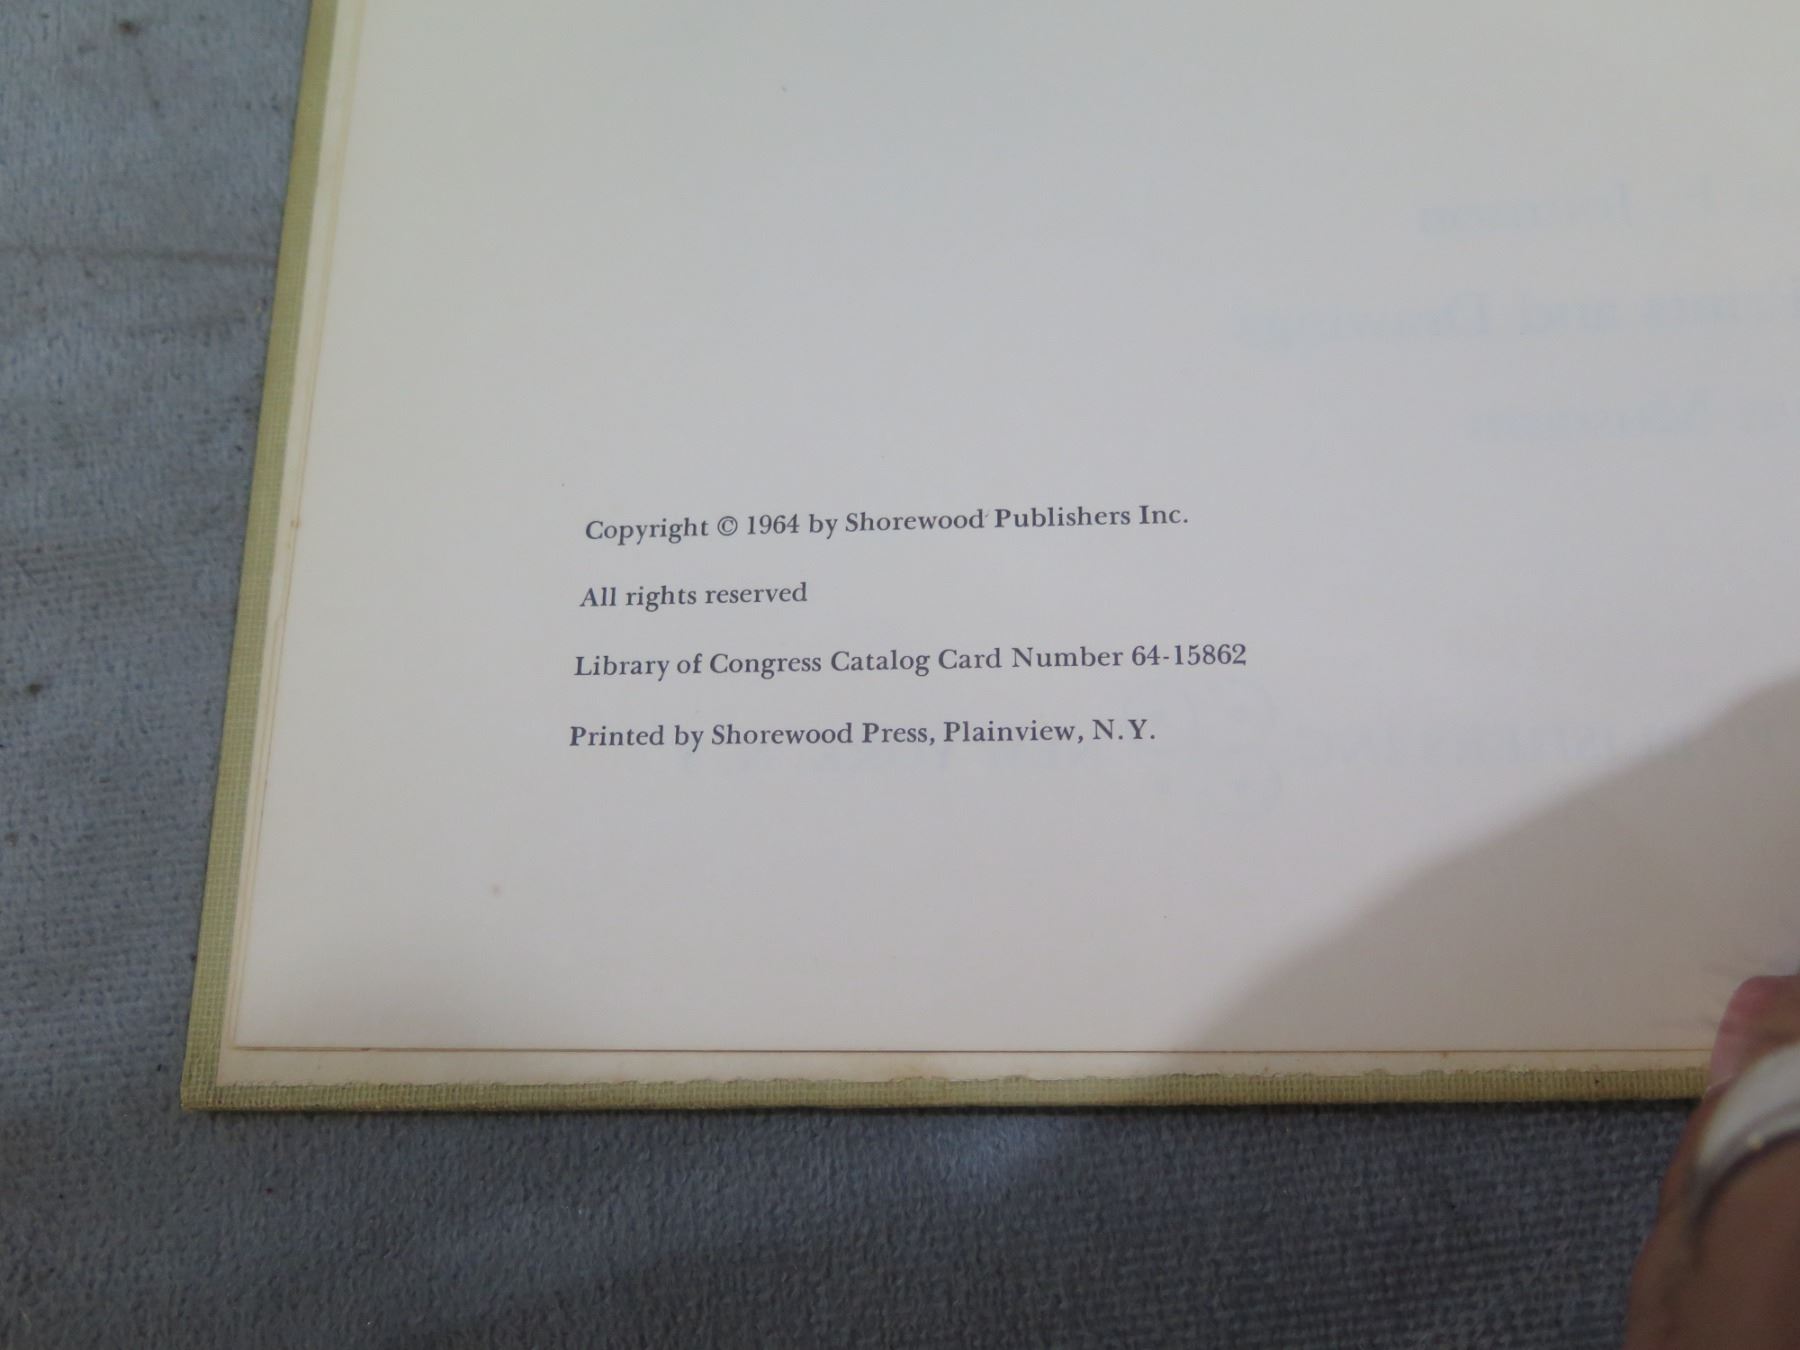 Copyright © 1964 by Shorewood Publishers Inc.
All rights reserved
Library of Congress Catalog Card Number 64-15862
Printed by Shorewood Press, Plainview, N.Y.